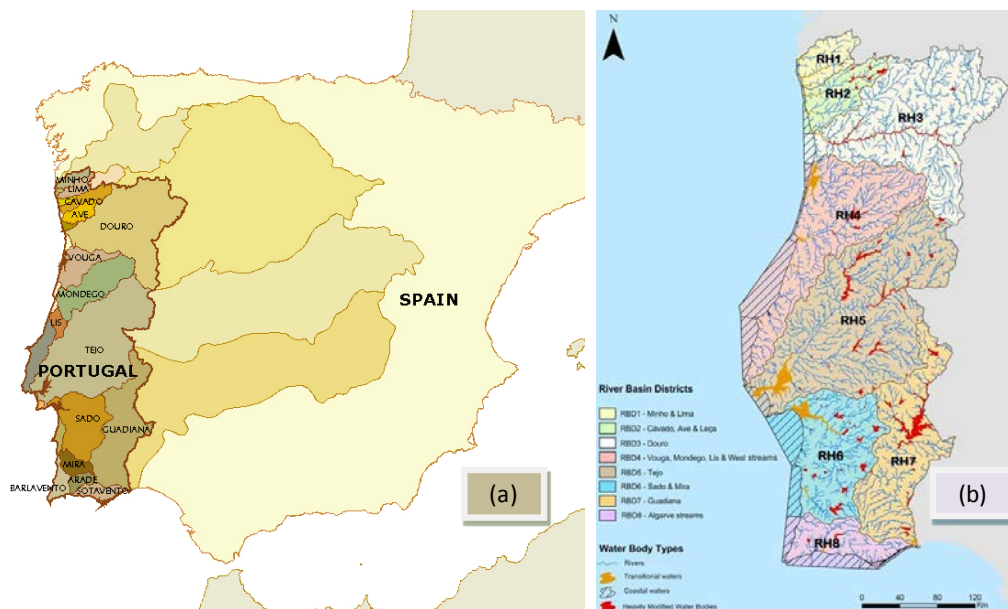 MINHO
LIMA
CAVADO
AVE
DOURO
VOUGA
MONDEGO
LIS
TEJO
PORTUGAL
SADO
GUADIANA
MIRA
ARADE
BARLAVENTO
SOTAVENTO
SPAIN
(a)
N
RH1
RH2
RH3
RH4
RH5
RH6
RH7
RH8
River Basin Districts
RBD1 - Minho & Lima
RBD2 - Cávado, Ave & Leça
RBD3 - Douro
RBD4 - Vouga, Mondego, Lis & West streams
RBD5 - Tejo
RBD6 - Sado & Mira
RBD7 - Guadiana
RBD8 - Algarve streams
Water Body Types
Rivers
Transitional waters
Coastal waters
Heavily Modified Water Bodies
0 20 40 80 120
Km
(b)